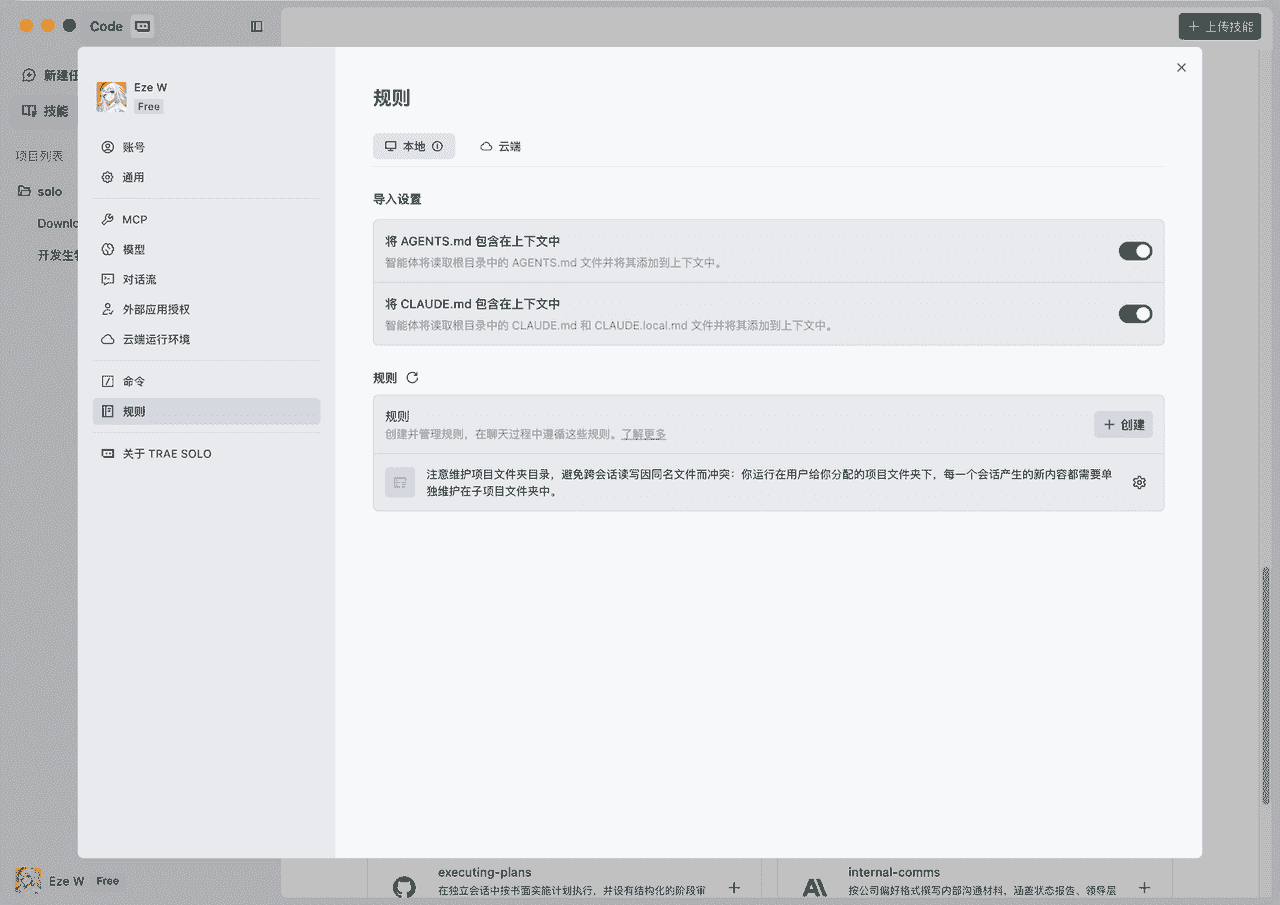 Code
上传技能
新建任
技能
项目列表
solo
Downlo
开发生
Eze W
Free
账号
通用
MCP
模型
对话流
外部应用授权
云端运行环境
命令
规则
关于 TRAE SOLO
规则
本地
云端
导入设置
将 AGENTS.md 包含在上下文中
智能体将读取根目录中的 AGENTS.md 文件并将其添加到上下文中。
将 CLAUDE.md 包含在上下文中
智能体将读取根目录中的 CLAUDE.md 和 CLAUDE.local.md 文件并将其添加到上下文中。
规则
规则
创建并管理规则，在聊天过程中遵循这些规则。了解更多
创建
注意维护项目文件夹目录，避免跨会话读写因同名文件而冲突：你运行在用户给你分配的项目文件夹下，每一个会话产生的新内容都需要单
独维护在子项目文件夹中。
Eze W Free
executing-plans
在独立会话中按书面实施计划执行，并设有结构化的阶段审
internal-comms
按公司偏好格式撰写内部沟通材料，涵盖状态报告、领导层